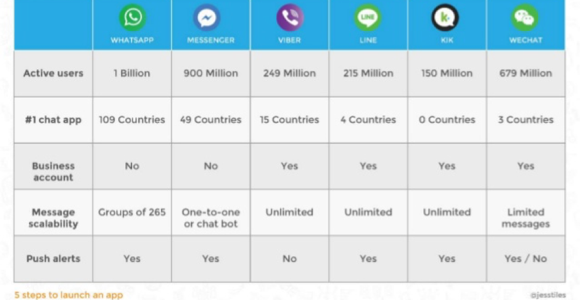 WHATSAPP MESSENGER VIBER LINE KIK WECHAT
Active users 1 Billion 900 Million 249 Million 215 Million 150 Million 679 Million
#1 chat app 109 Countries 49 Countries 15 Countries 4 Countries 0 Countries 3 Countries
Business account No No Yes Yes Yes Yes
Message scalability Groups of 265 One-to-one or chat bot Unlimited Unlimited Unlimited Limited messages
Push alerts Yes Yes No Yes Yes Yes / No
5 steps to launch an app @jesstiles